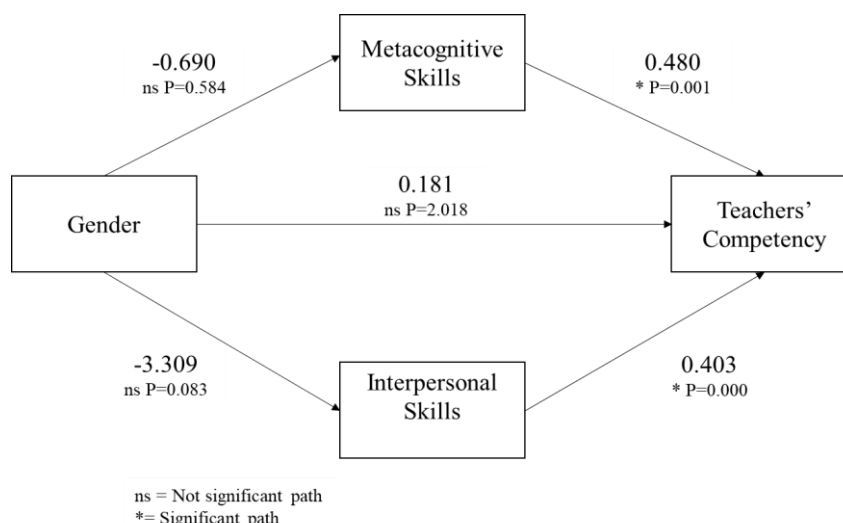 -0.690
ns P=0.584
Metacognitive
Skills
0.480
* P=0.001
Gender
0.181
ns P=2.018
Teachers’
Competency
-3.309
ns P=0.083
Interpersonal
Skills
0.403
* P=0.000
ns = Not significant path
*= Significant path